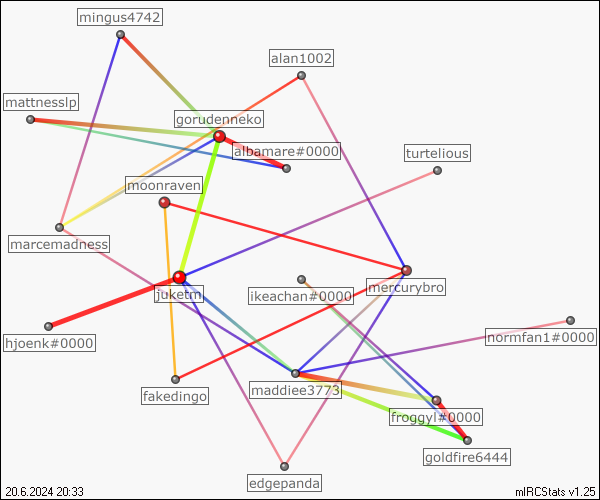 mingus4742
alan1002
mattnesslp
gorudenneko
albamare#0000
turtelious
moonraven
marcemadness
mercurybro
juketm
ikeachan#0000
hjoenk#0000
normfan1#0000
maddiee3773
fakedingo
froggyl#0000
goldfire6444
edgepanda
20.6.2024 20:33
mIRCStats v1.25